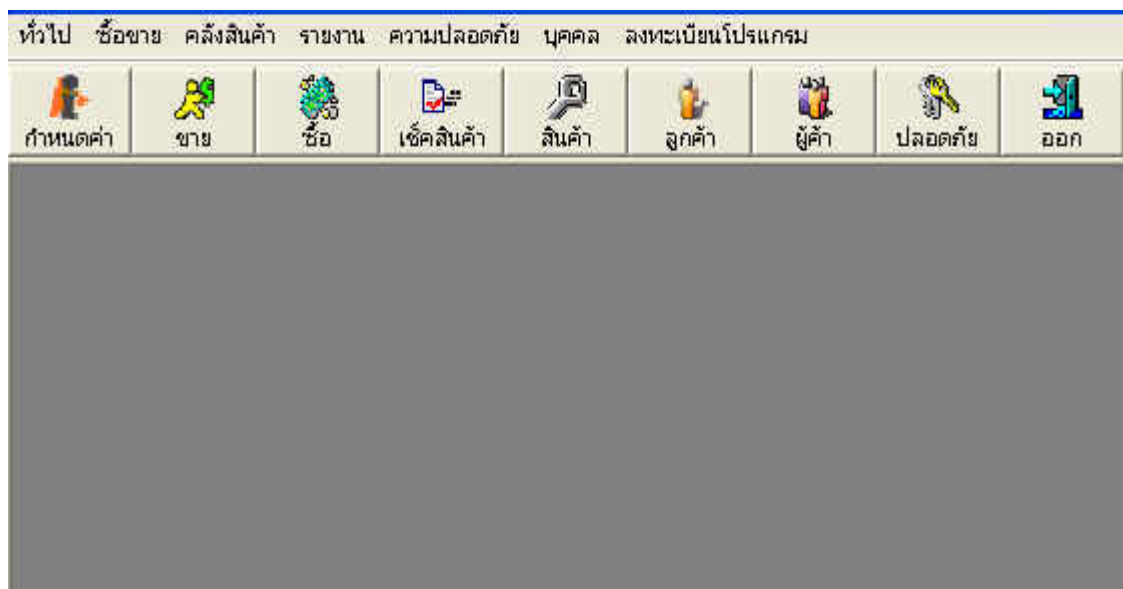 ทั่วไป ซื้อขาย คลังสินค้า รายงาน ความปลอดภัย บุคคล ลงทะเบียนโปรแกรม
กำหนดค่า ขาย ซื้อ เช็คสินค้า สินค้า ลูกค้า ผู้ค้า ปลอดภัย ออก